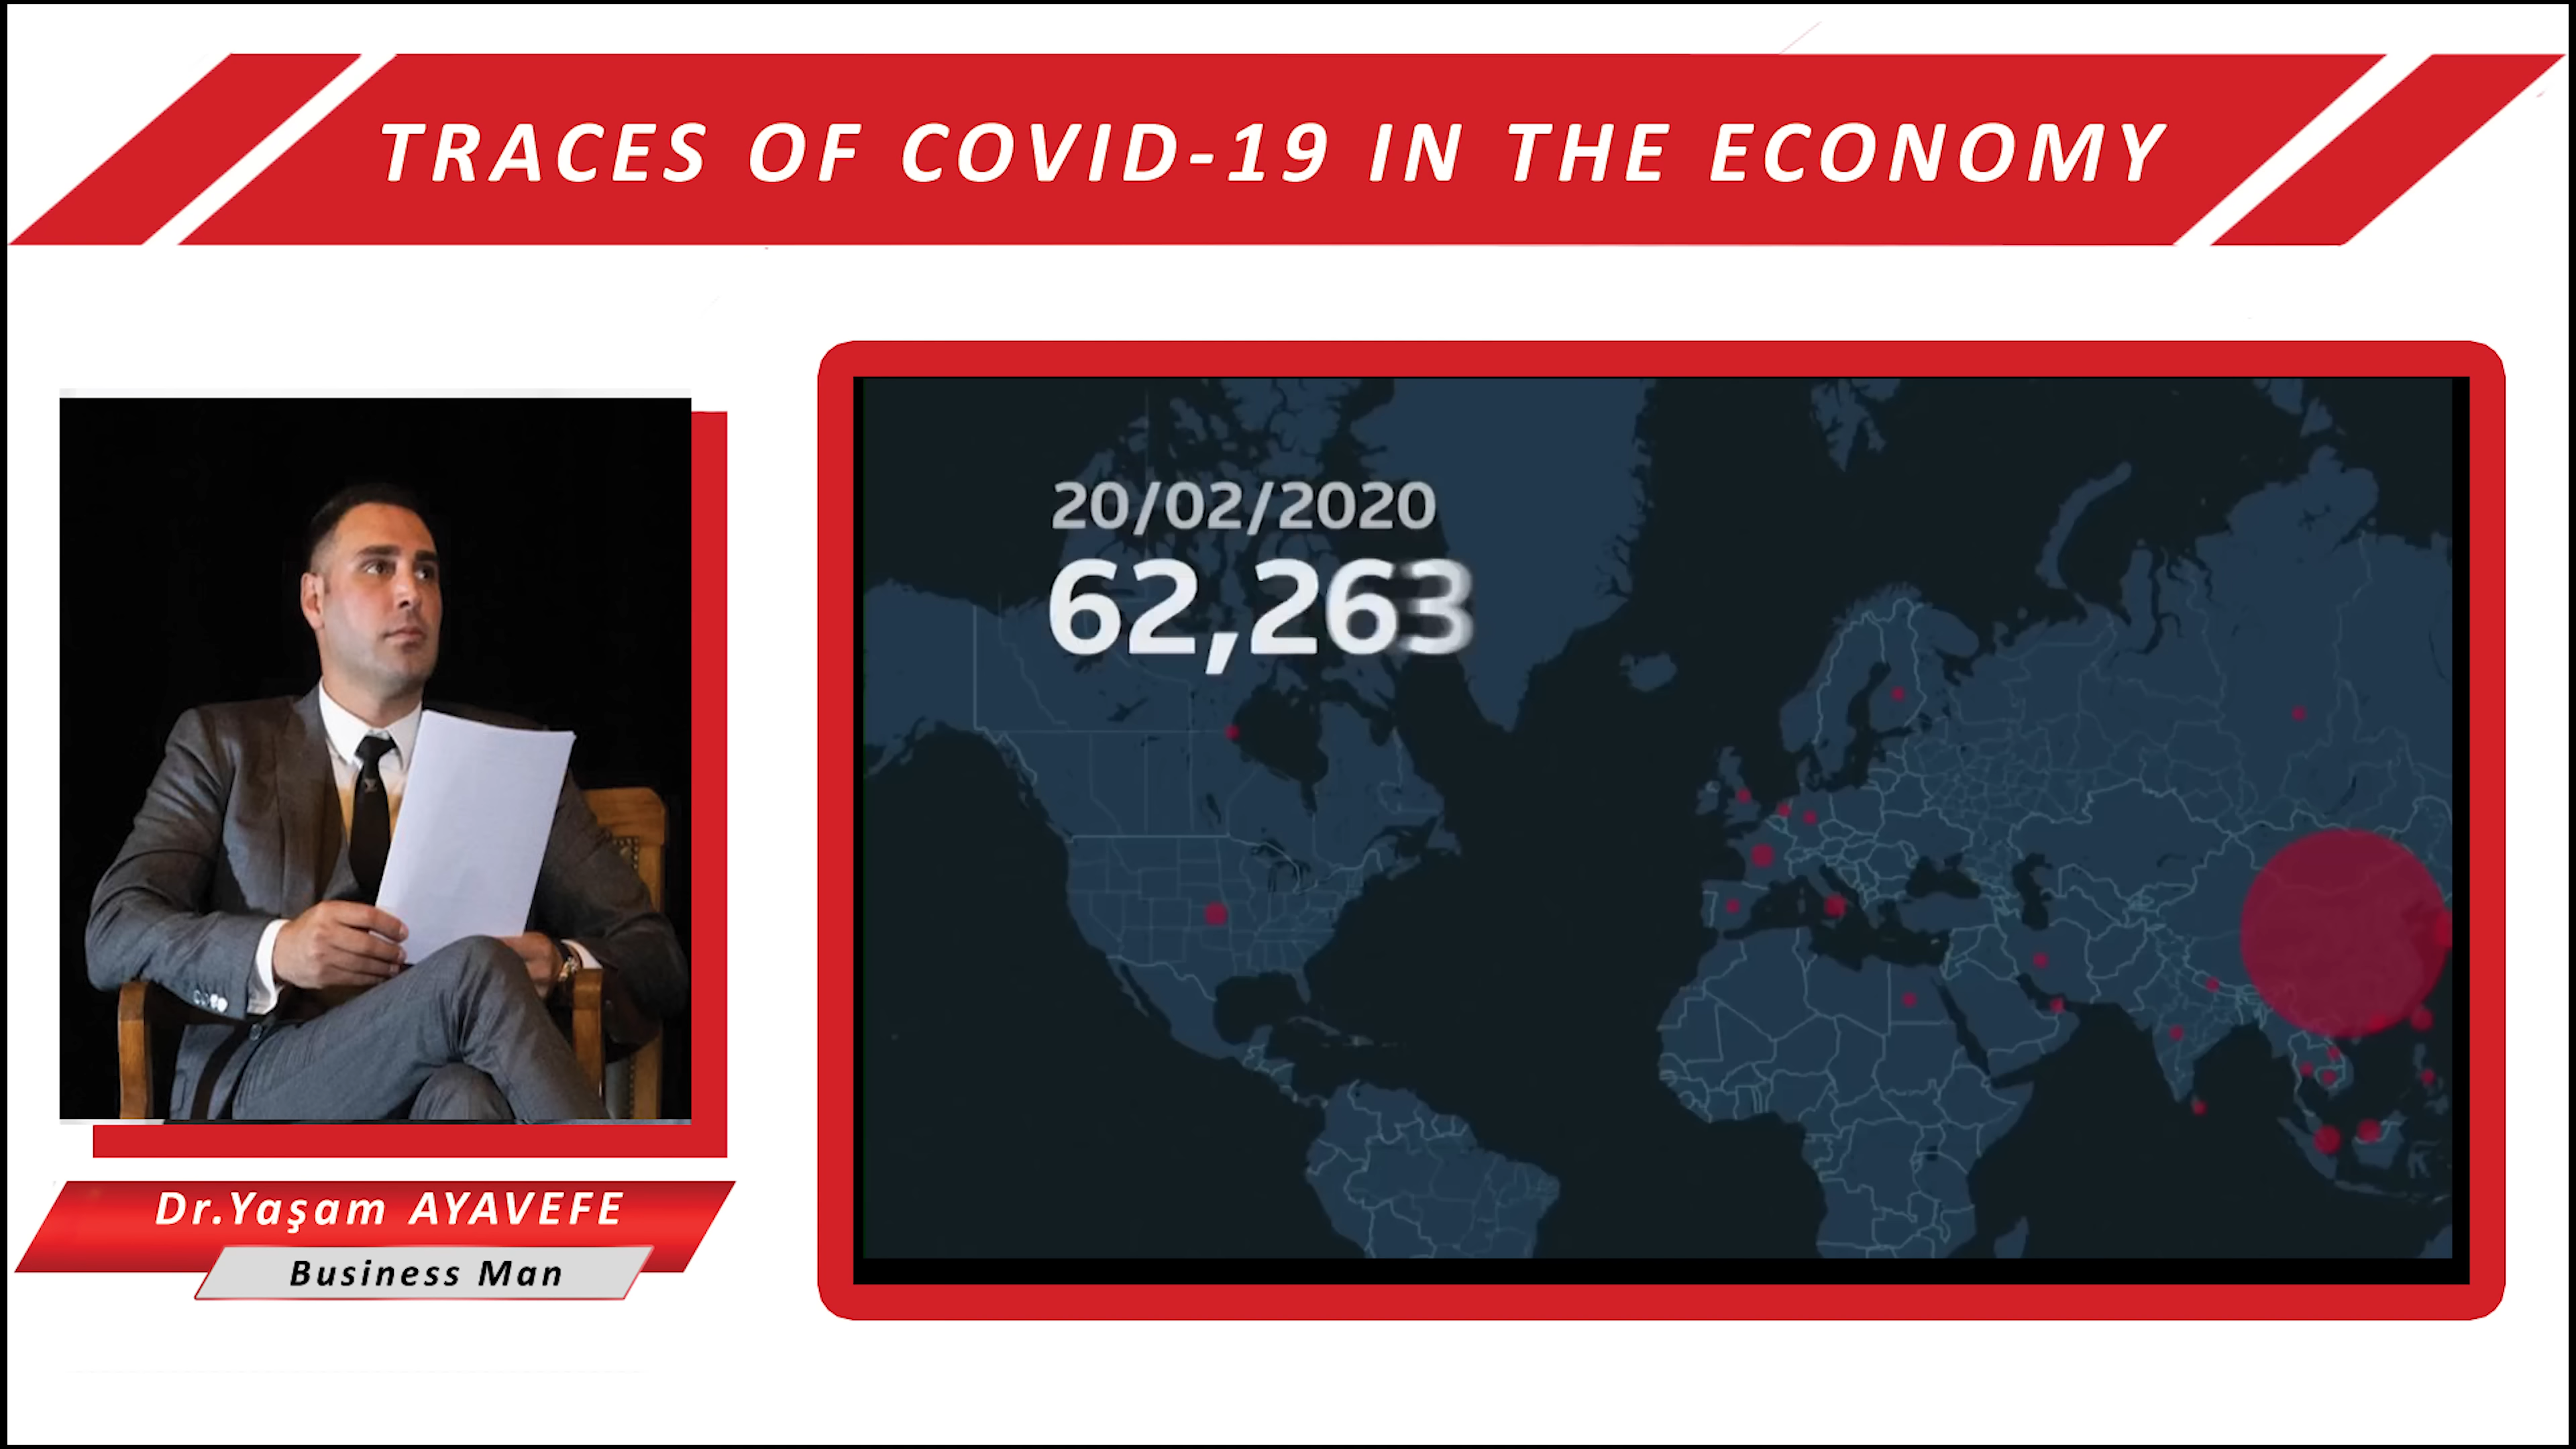 TRACES OF COVID-19 IN THE ECONOMY
20/02/2020
62,263
Dr.Yaşam AYAVEFE
Business Man